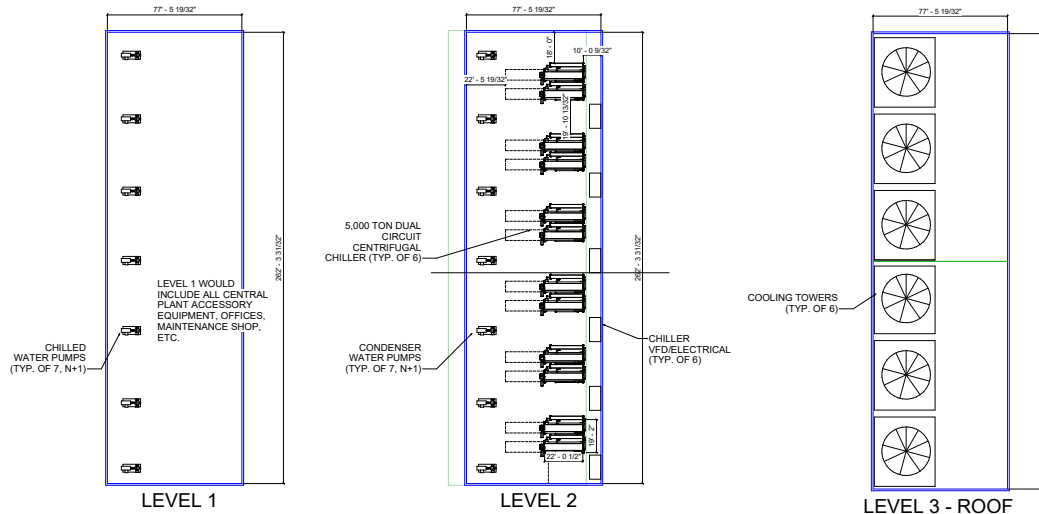 77' - 5 19/32"
262' - 3 31/32"
LEVEL 1 WOULD
INCLUDE ALL CENTRAL
PLANT ACCESSORY
EQUIPMENT, OFFICES,
MAINTENANCE SHOP,
ETC.
CHILLED
WATER PUMPS
(TYP. OF 7, N+1)
LEVEL 1
77' - 5 19/32"
18' - 0"
10' - 0 9/32"
22' - 5 19/32"
19' - 10 13/32"
5,000 TON DUAL
CIRCUIT
CENTRIFUGAL
CHILLER (TYP. OF 6)
262' - 3 31/32"
CONDENSER
WATER PUMPS
(TYP. OF 7, N+1)
CHILLER
VFD/ELECTRICAL
(TYP. OF 6)
19' - 2"
22' - 0 1/2"
LEVEL 2
77' - 5 19/32"
COOLING TOWERS
(TYP. OF 6)
LEVEL 3 - ROOF